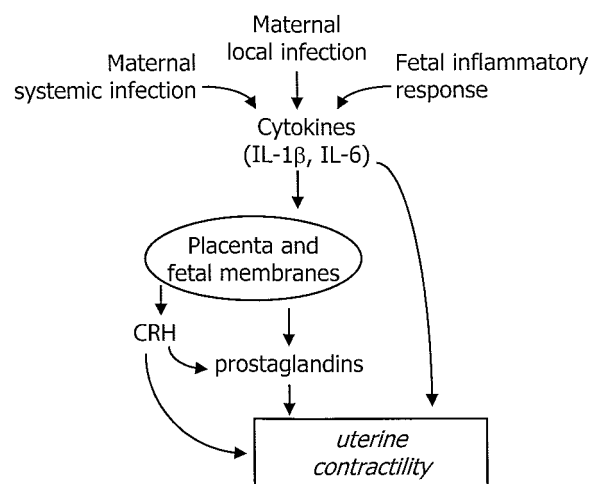 Maternal
local infection
Maternal
systemic infection
Fetal inflammatory
response
Cytokines
(IL-1β, IL-6)
Placenta and
fetal membranes
CRH
prostaglandins
uterine
contractility